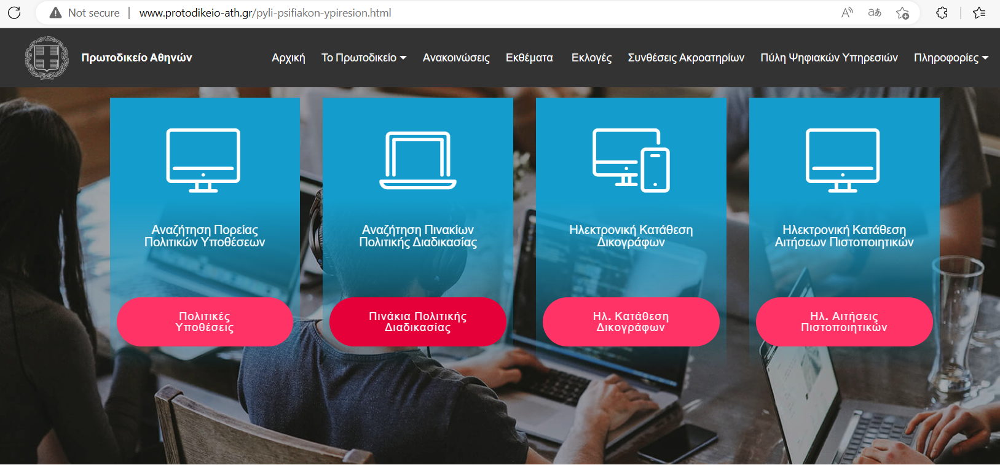 Not secure
www.protodikeio-ath.gr/pyli-psifiakon-ypiresion.html
Πρωτοδικείο Αθηνών
Αρχική
Το Πρωτοδικείο
Ανακοινώσεις
Εκθέματα
Εκλογές
Συνθέσεις Ακροατηρίων
Πύλη Ψηφιακών Υπηρεσιών
Πληροφορίες
Αναζήτηση Πορείας
Πολιτικών Υποθέσεων
Πολιτικές
Υποθέσεις
Αναζήτηση Πινακίων
Πολιτικής Διαδικασίας
Πινάκια Πολιτικής
Διαδικασίας
Ηλεκτρονική Κατάθεση
Δικογράφων
Ηλ. Κατάθεση
Δικογράφων
Ηλεκτρονική Κατάθεση
Αιτήσεων Πιστοποιητικών
Ηλ. Αιτήσεις
Πιστοποιητικών